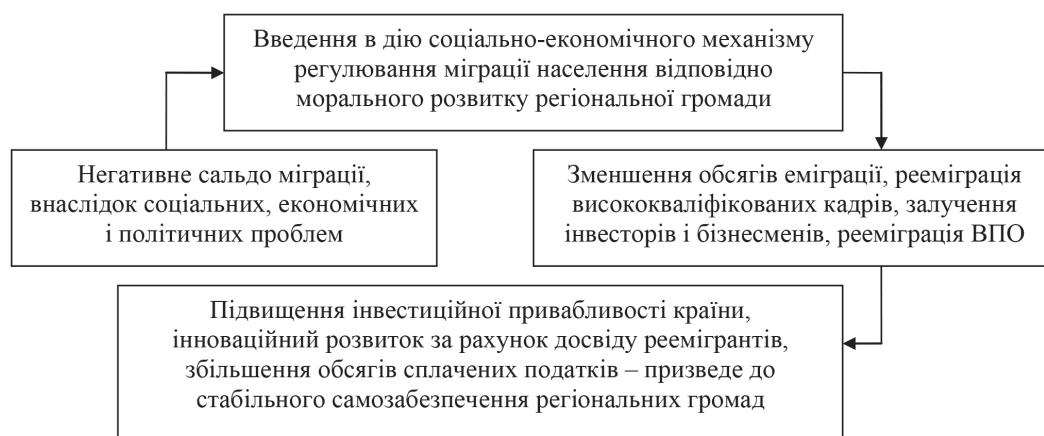 Введення в дію соціально-економічного механізму
регулювання міграції населення відповідно
морального розвитку регіональної громади
Негативне сальдо міграції,
внаслідок соціальних, економічних
і політичних проблем
Зменшення обсягів еміграції, рееміграція
висококваліфікованих кадрів, залучення
інвесторів і бізнесменів, рееміграція ВПО
Підвищення інвестиційної привабливості країни,
інноваційний розвиток за рахунок досвіду реемігрантів,
збільшення обсягів сплачених податків – призведе до
стабільного самозабезпечення регіональних громад